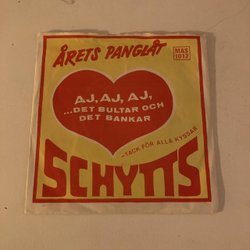 ÅRETS PANGLÅT
MAS
1012
AJ, AJ, AJ,
...DET BULTAR OCH
DET BANKAR
-TACK FÖR ALLA KYSSAR
SCHYTTS